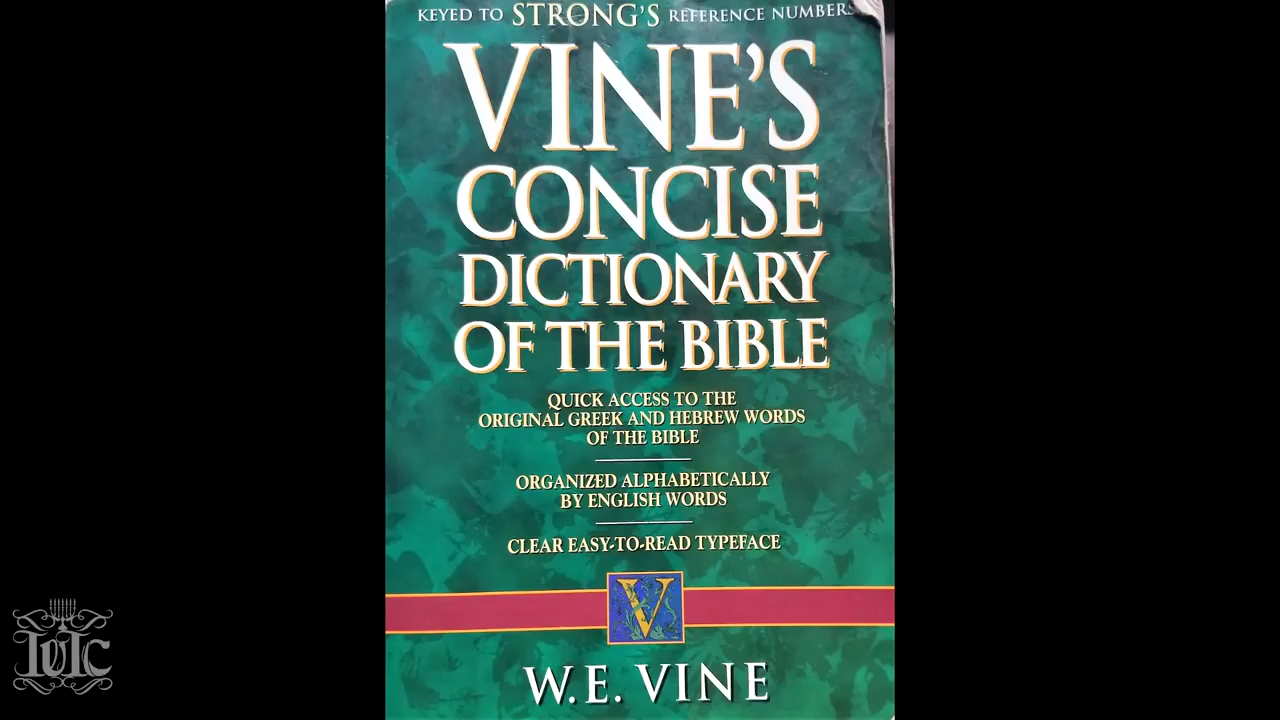 KEYED TO STRONG'S REFERENCE NUMBERS
VINE'S
CONCISE
DICTIONARY
OF THE BIBLE
QUICK ACCESS TO THE
ORIGINAL GREEK AND HEBREW WORDS
OF THE BIBLE
ORGANIZED ALPHABETICALLY
BY ENGLISH WORDS
CLEAR EASY-TO-READ TYPEFACE
V
W.E. VINE
IUIC